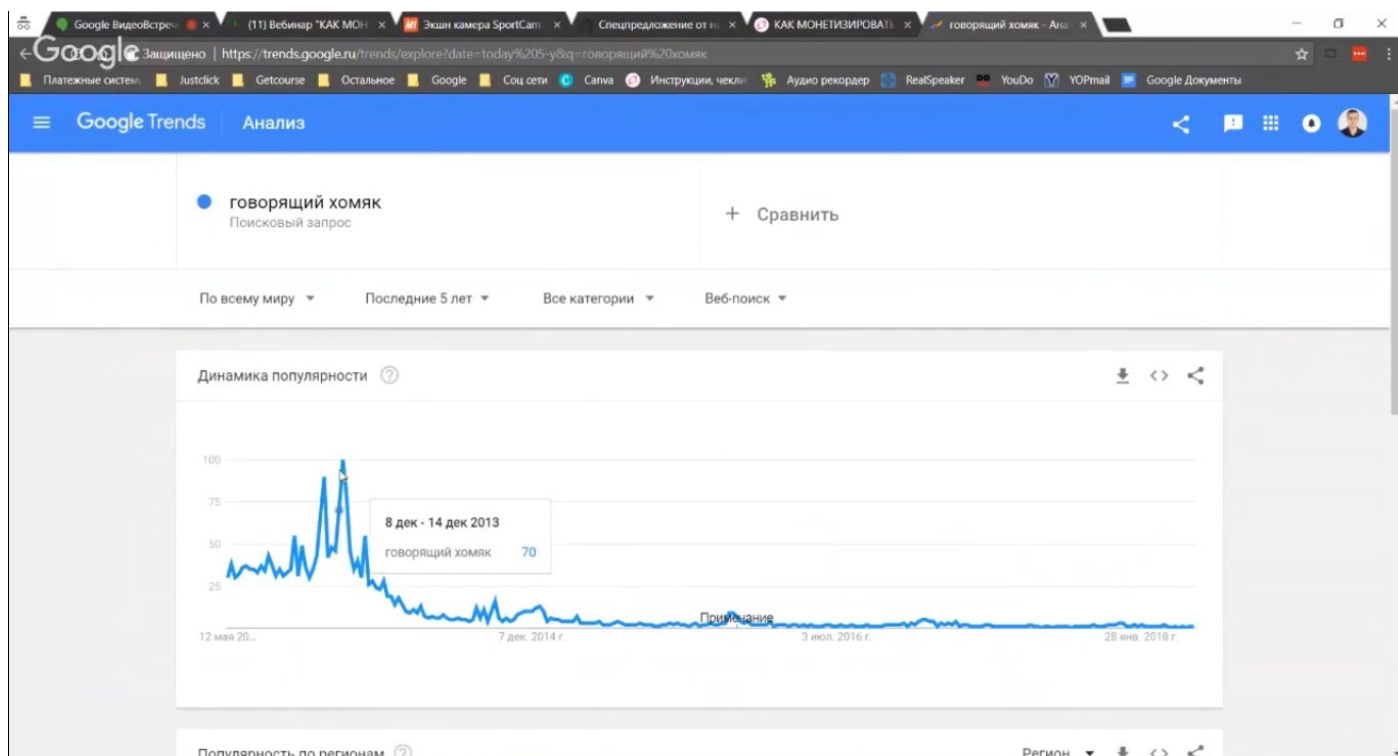 Google ВидеоВстреч
(11) Вебинар "КАК МОН
Экшн камера SportCam
Спецпредложение от н
КАК МОНЕТИЗИРОВАТЬ
говорящий хомяк - Ана
Google
Защищено | https://trends.google.ru/trends/explore?date=today%205-y&q=говорящий%20хомяк
Платежные систем Justclick Getcourse Остальное Google Соц сети Canva Инструкции, чекли Аудио рекордер RealSpeaker YouDo YOPmail Google Документы
Google Trends Анализ
говорящий хомяк
Поисковый запрос
+ Сравнить
По всему миру Последние 5 лет Все категории Веб-поиск
Динамика популярности
100
75
50
25
8 дек - 14 дек 2013
говорящий хомяк 70
Примечание
12 мая 20... 7 дек. 2014 г. 3 июл. 2016 г. 28 янв. 2018 г.
Популярность по регионам Регион